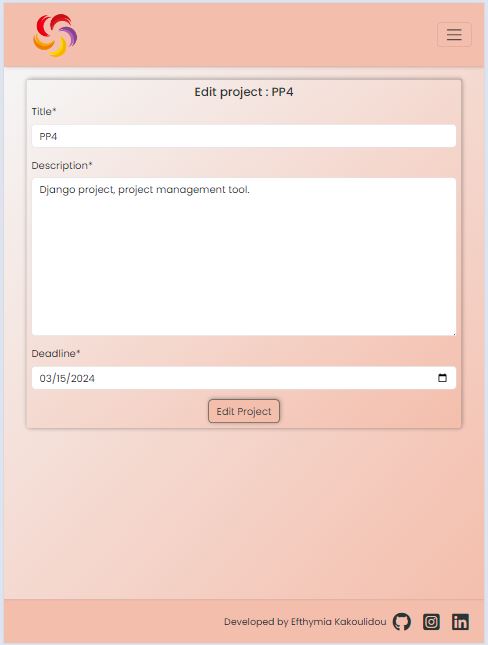 Edit project : PP4
Title*
PP4
Description*
Django project, project management tool.
Deadline*
03/15/2024
Edit Project
Developed by Efthymia Kakoulidou